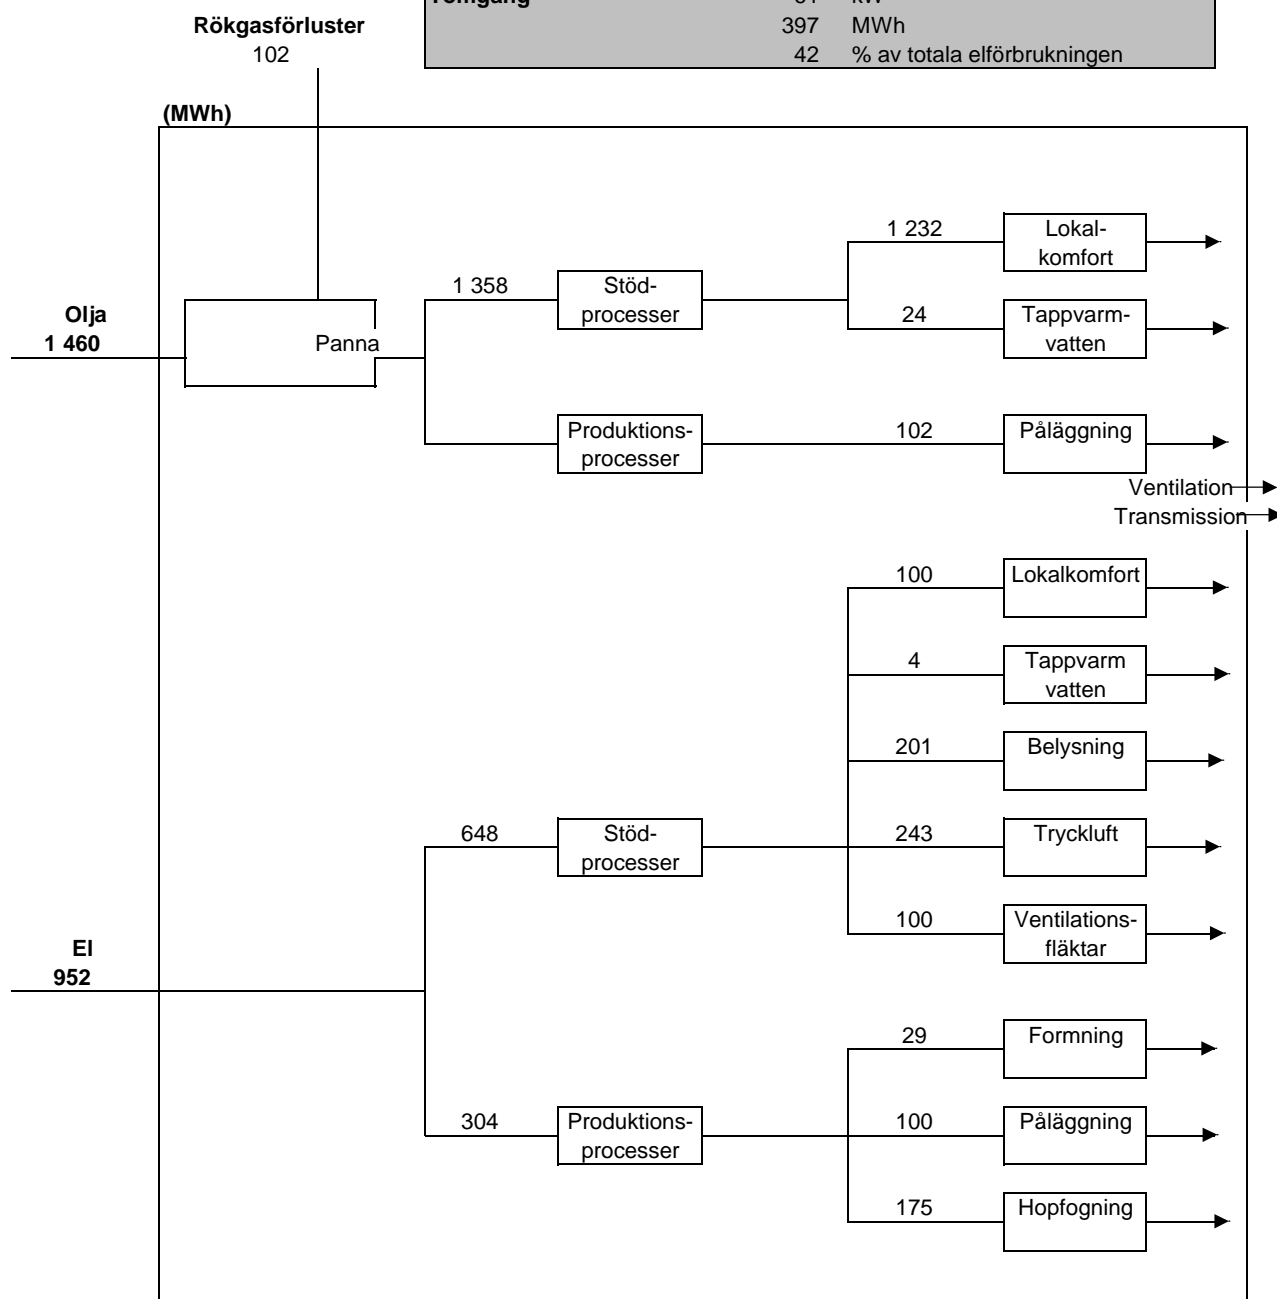 Rökgasförluster
102
kW
397 MWh
42 % av totala elförbrukningen
(MWh)
1 232
Lokal-
komfort
1 358
Stöd-
processer
24
Tappvarm-
vatten
Olja
1 460
Panna
Produktions-
processer
102
Påläggning
Ventilation
Transmission
100
Lokalkomfort
4
Tappvarm
vatten
201
Belysning
648
Stöd-
processer
243
Tryckluft
100
Ventilations-
fläktar
El
952
29
Formning
304
Produktions-
processer
100
Påläggning
175
Hopfogning